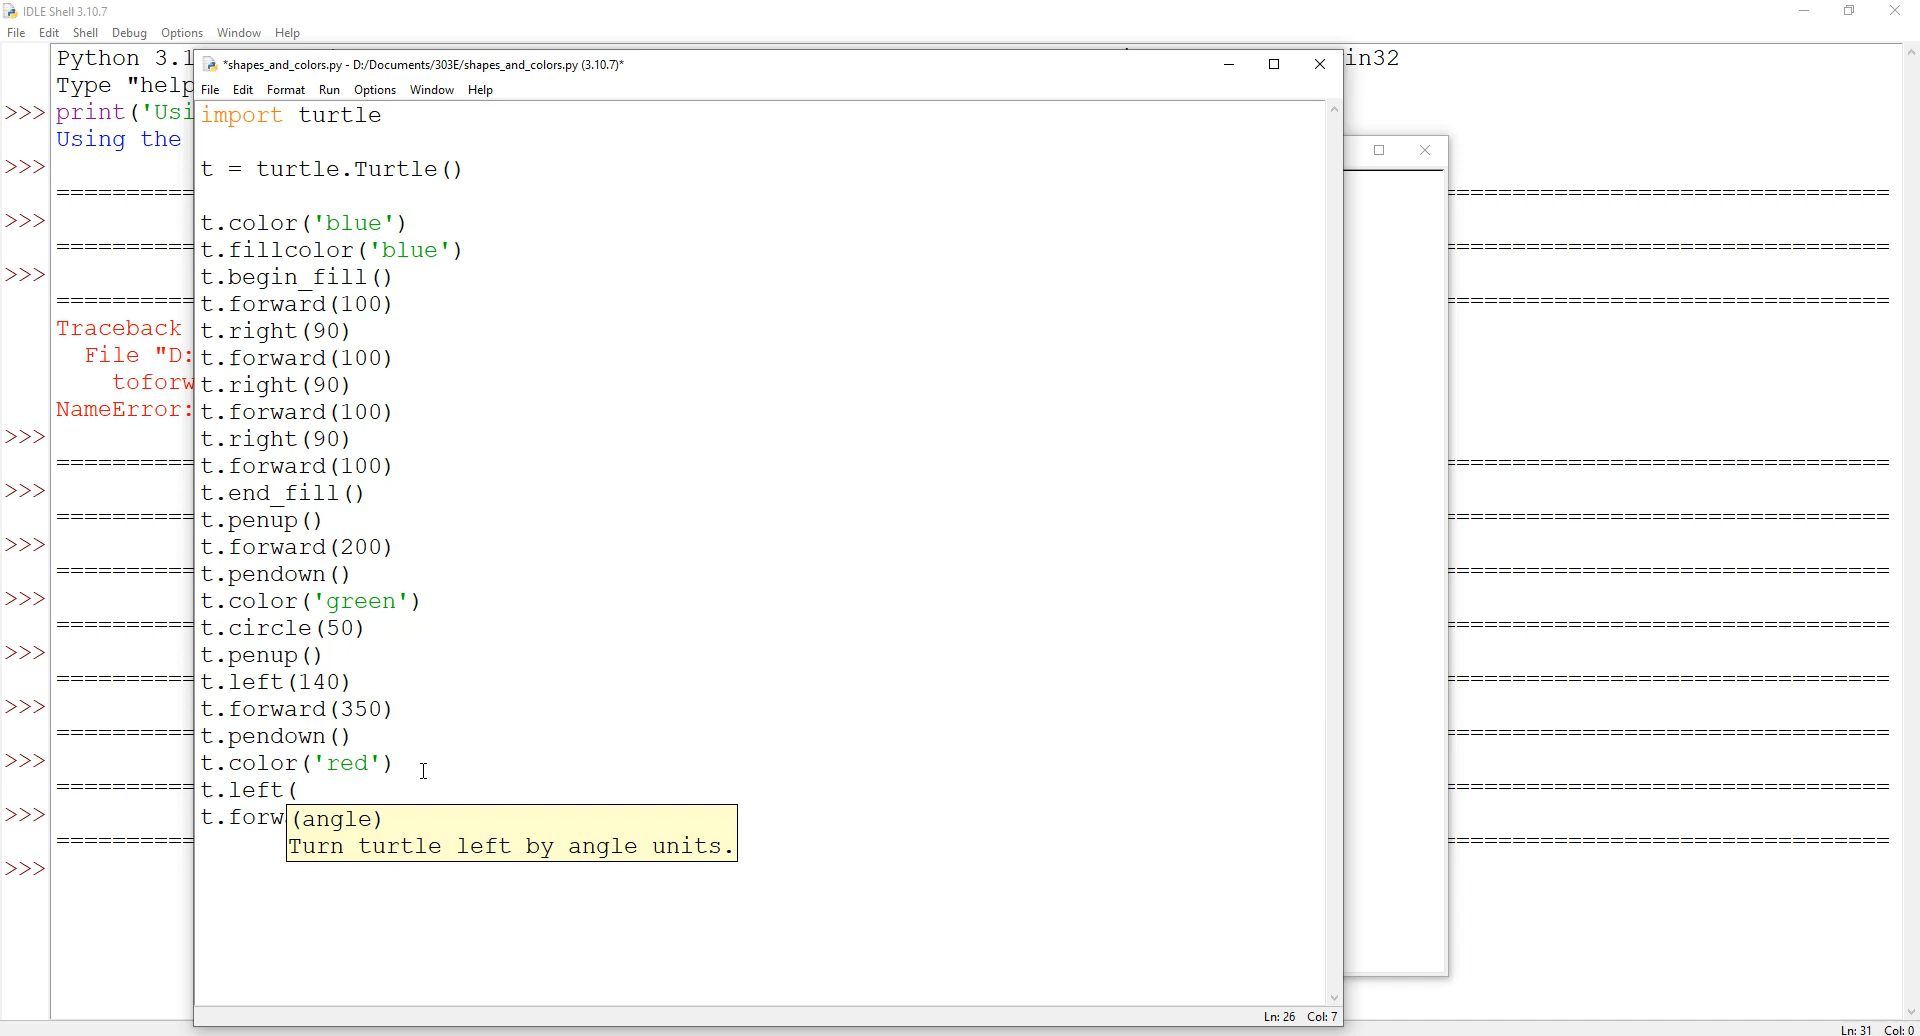 IDLE Shell 3.10.7
File Edit Shell Debug Options Window Help
Python 3.1 in32
Type "help
>>> print('Usi
Using the
>>>
>>>
>>>
Traceback
File "D:
toforw
NameError:
>>>
>>>
>>>
>>>
>>>
>>>
>>>
>>>
>>>
*shapes_and_colors.py - D:/Documents/303E/shapes_and_colors.py (3.10.7)*
File Edit Format Run Options Window Help
import turtle
t = turtle.Turtle()
t.color('blue')
t.fillcolor('blue')
t.begin_fill()
t.forward(100)
t.right(90)
t.forward(100)
t.right(90)
t.forward(100)
t.right(90)
t.forward(100)
t.end_fill()
t.penup()
t.forward(200)
t.pendown()
t.color('green')
t.circle(50)
t.penup()
t.left(140)
t.forward(350)
t.pendown()
t.color('red')
t.left(
t.forw
(angle)
Turn turtle left by angle units.
Ln: 26 Col: 7
Ln: 31 Col: 0